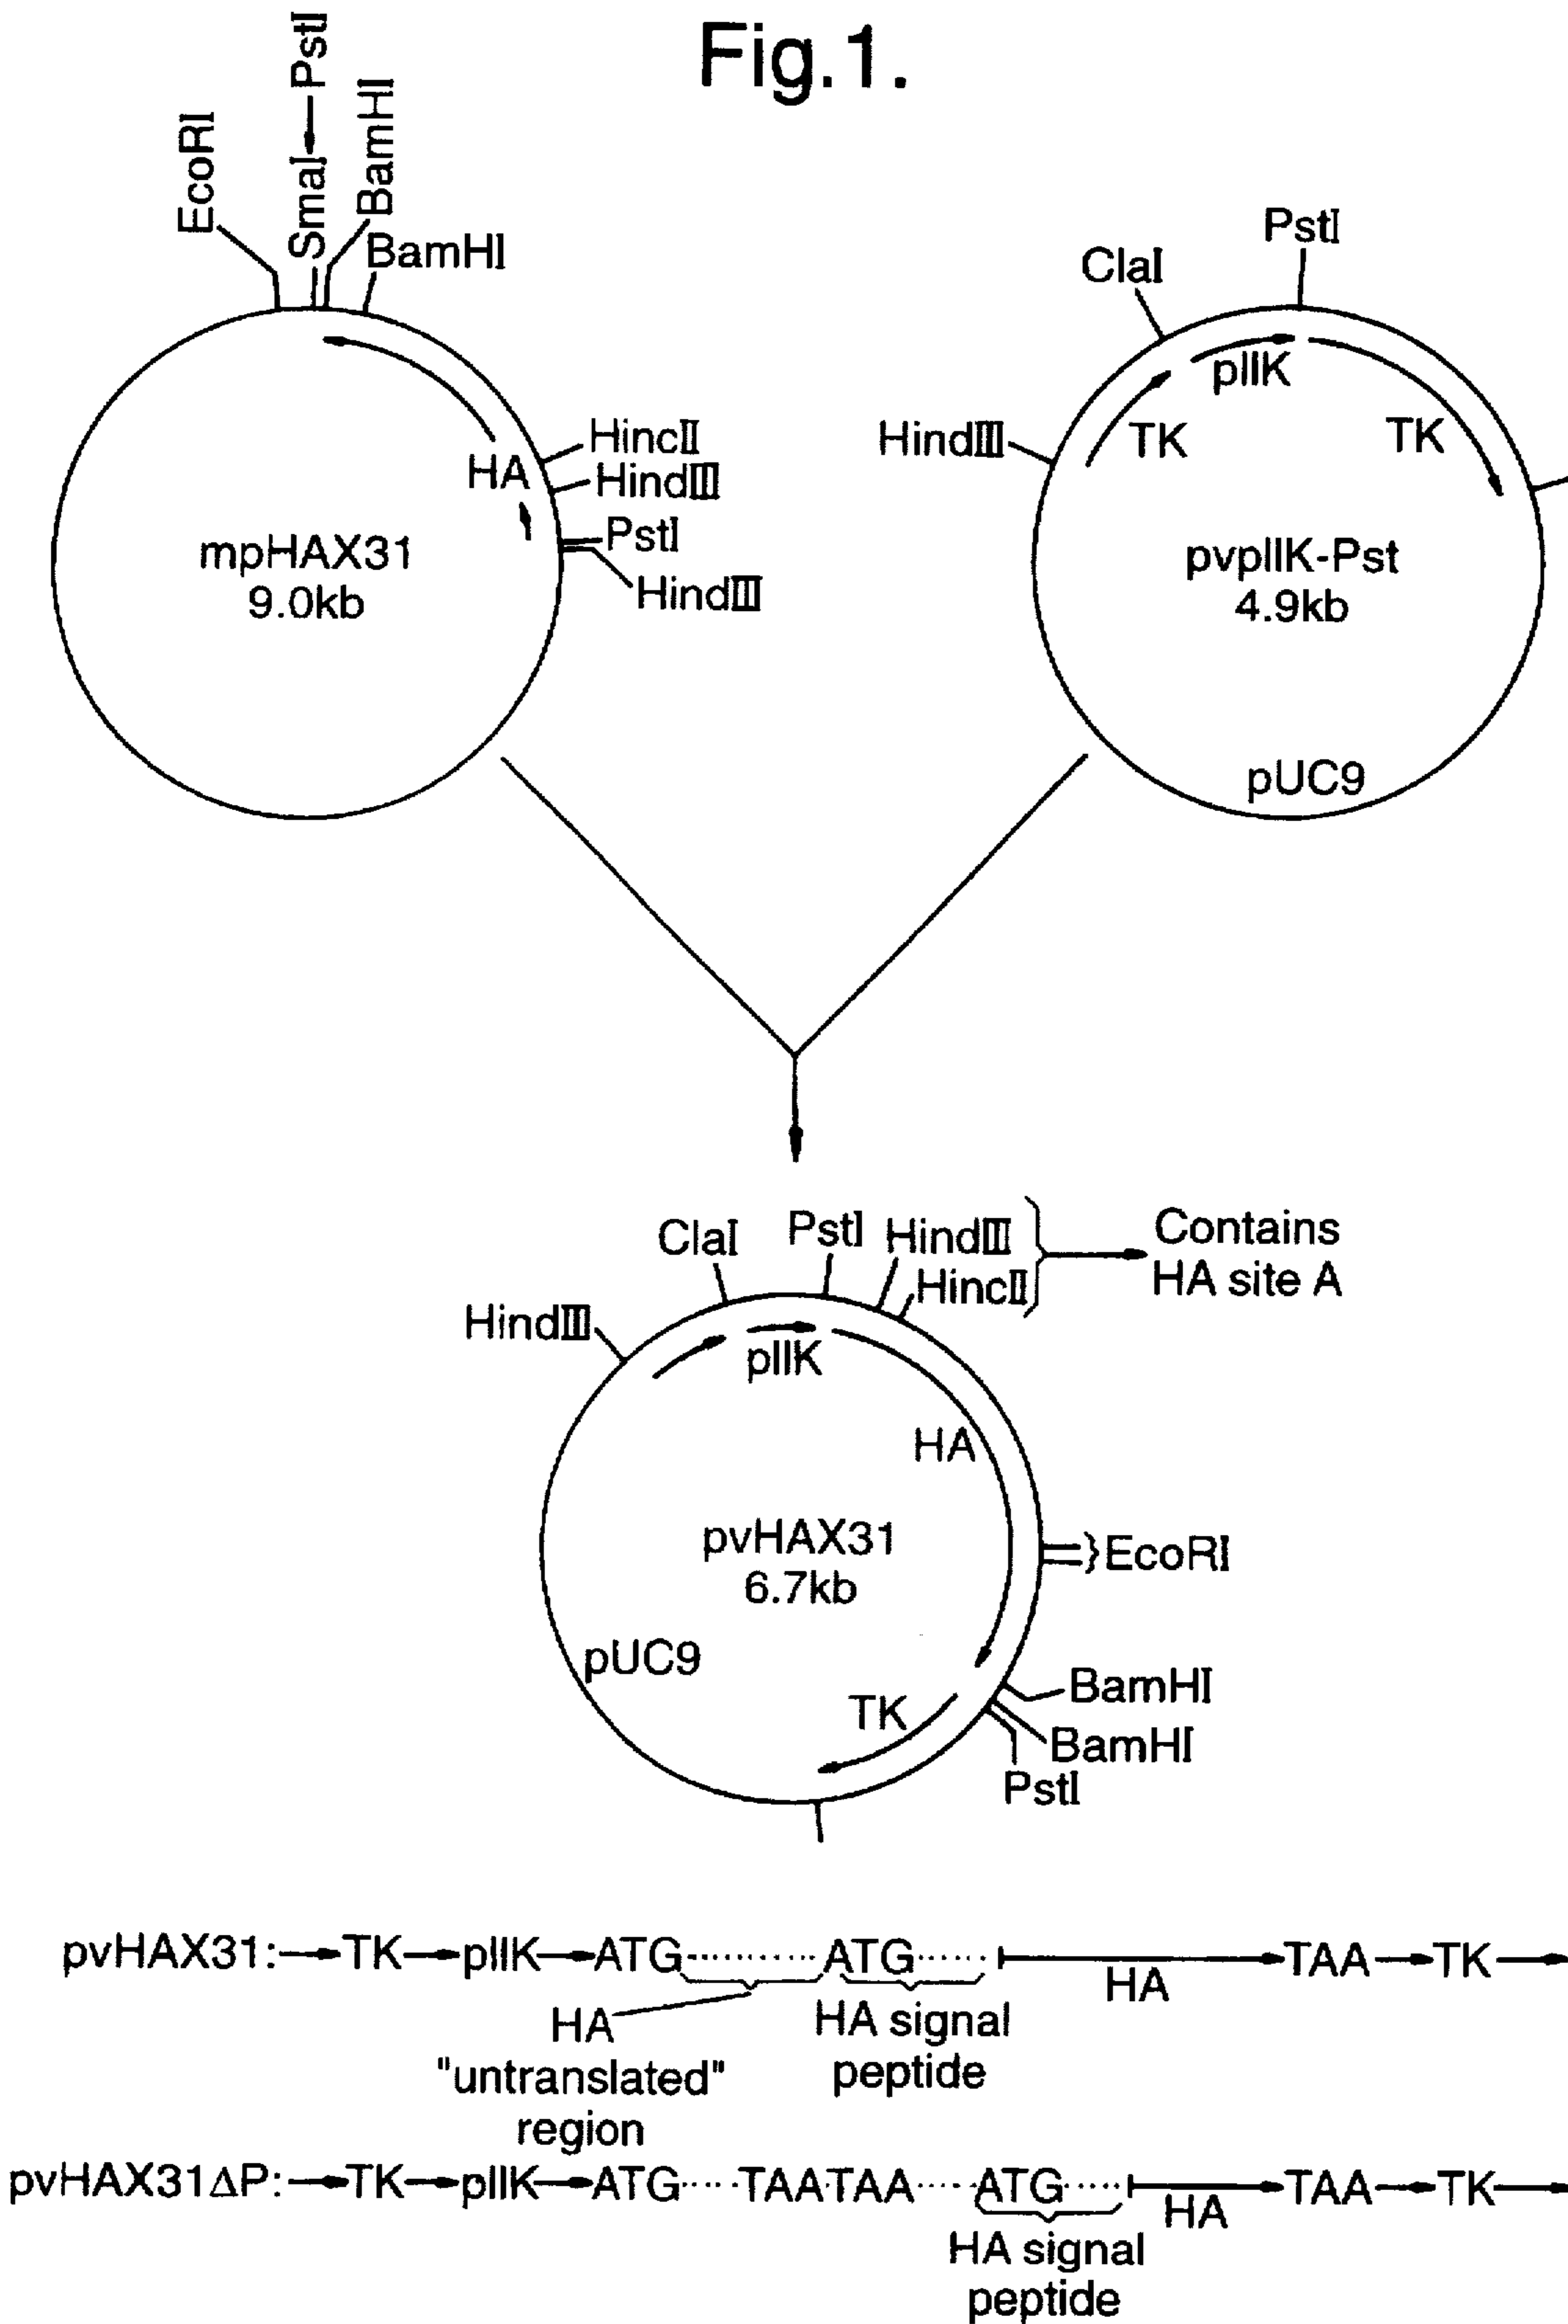 Fig.1.
EcoRI
SmaI←PstI
BamHI
BamHI
HincII
HA
HindIII
PstI
HindIII
mpHAX31
9.0kb
PstI
ClaI
pIIK
TK
TK
HindIII
pvpIIK-Pst
4.9kb
pUC9
ClaI
PstI
HindIII
HincII
Contains
HA site A
HindIII
pIIK
HA
pvHAX31
6.7kb
EcoRI
pUC9
TK
BamHI
BamHI
PstI
pvHAX31:→TK→pIIK→ATG············ATG······HA→TAA→TK→
HA
"untranslated"
region
HA signal
peptide
pvHAX31ΔP:→TK→pIIK→ATG····TAATAA·····ATG·····HA→TAA→TK→
HA signal
peptide